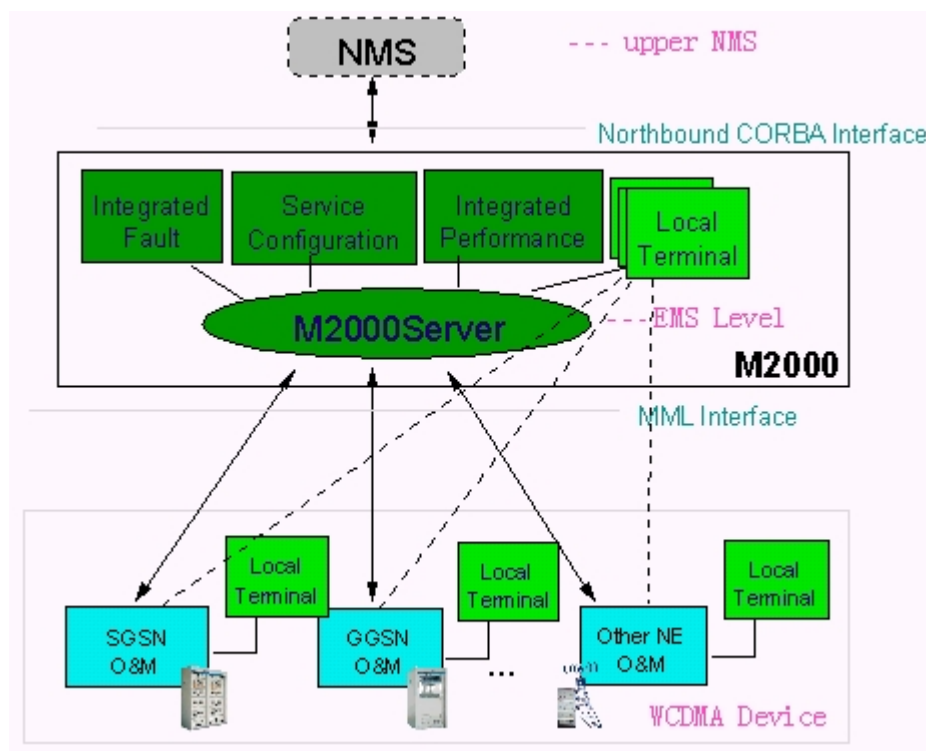 NMS
--- upper NMS
Northbound CORBA Interface
Integrated
Fault
Service
Configuration
Integrated
Performance
Local
Terminal
M2000Server
---EMS Level
M2000
MML Interface
Local
Terminal
Local
Terminal
Local
Terminal
SGSN
O&M
GGSN
O&M
...
Other NE
O&M
WCDMA Device